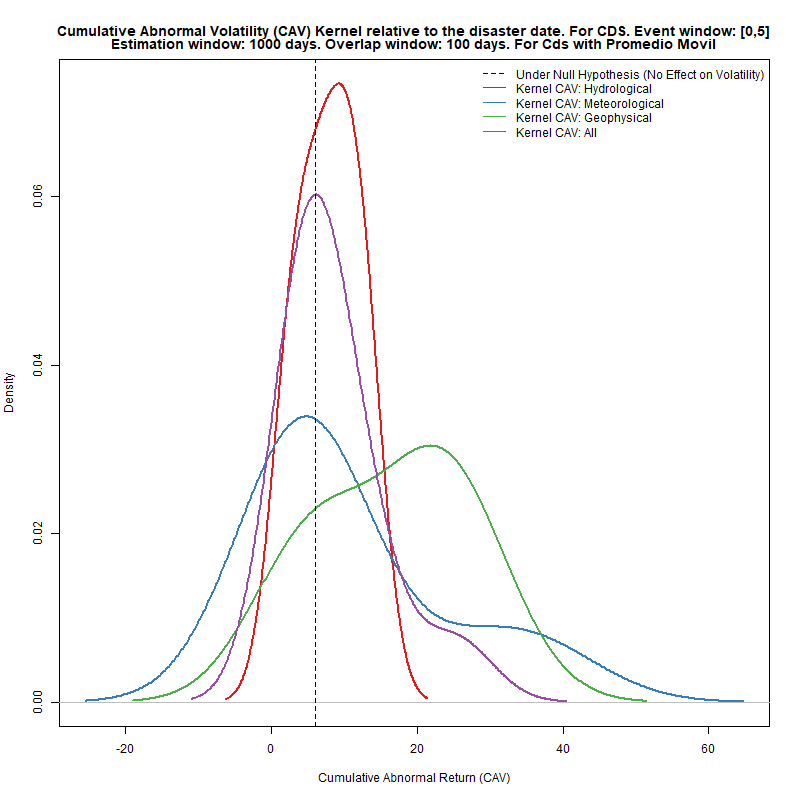 Cumulative Abnormal Volatility (CAV) Kernel relative to the disaster date. For CDS. Event window: [0,5]
Estimation window: 1000 days. Overlap window: 100 days. For Cds with Promedio Movil
Under Null Hypothesis (No Effect on Volatility)
Kernel CAV: Hydrological
Kernel CAV: Meteorological
Kernel CAV: Geophysical
Kernel CAV: All
Density
0.06
0.04
0.02
0.00
-20 0 20 40 60
Cumulative Abnormal Return (CAV)